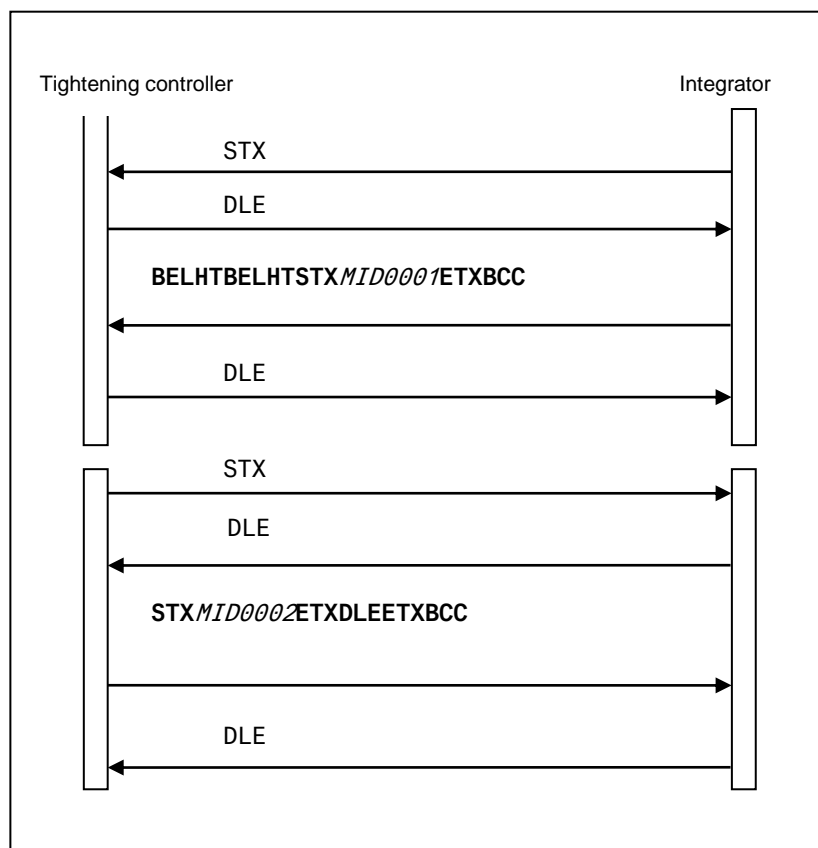 Tightening controller
Integrator
STX
DLE
BELHTBELHTSTXMID0001ETXBCC
DLE
STX
DLE
STXMID0002ETXDLEETXBCC
DLE